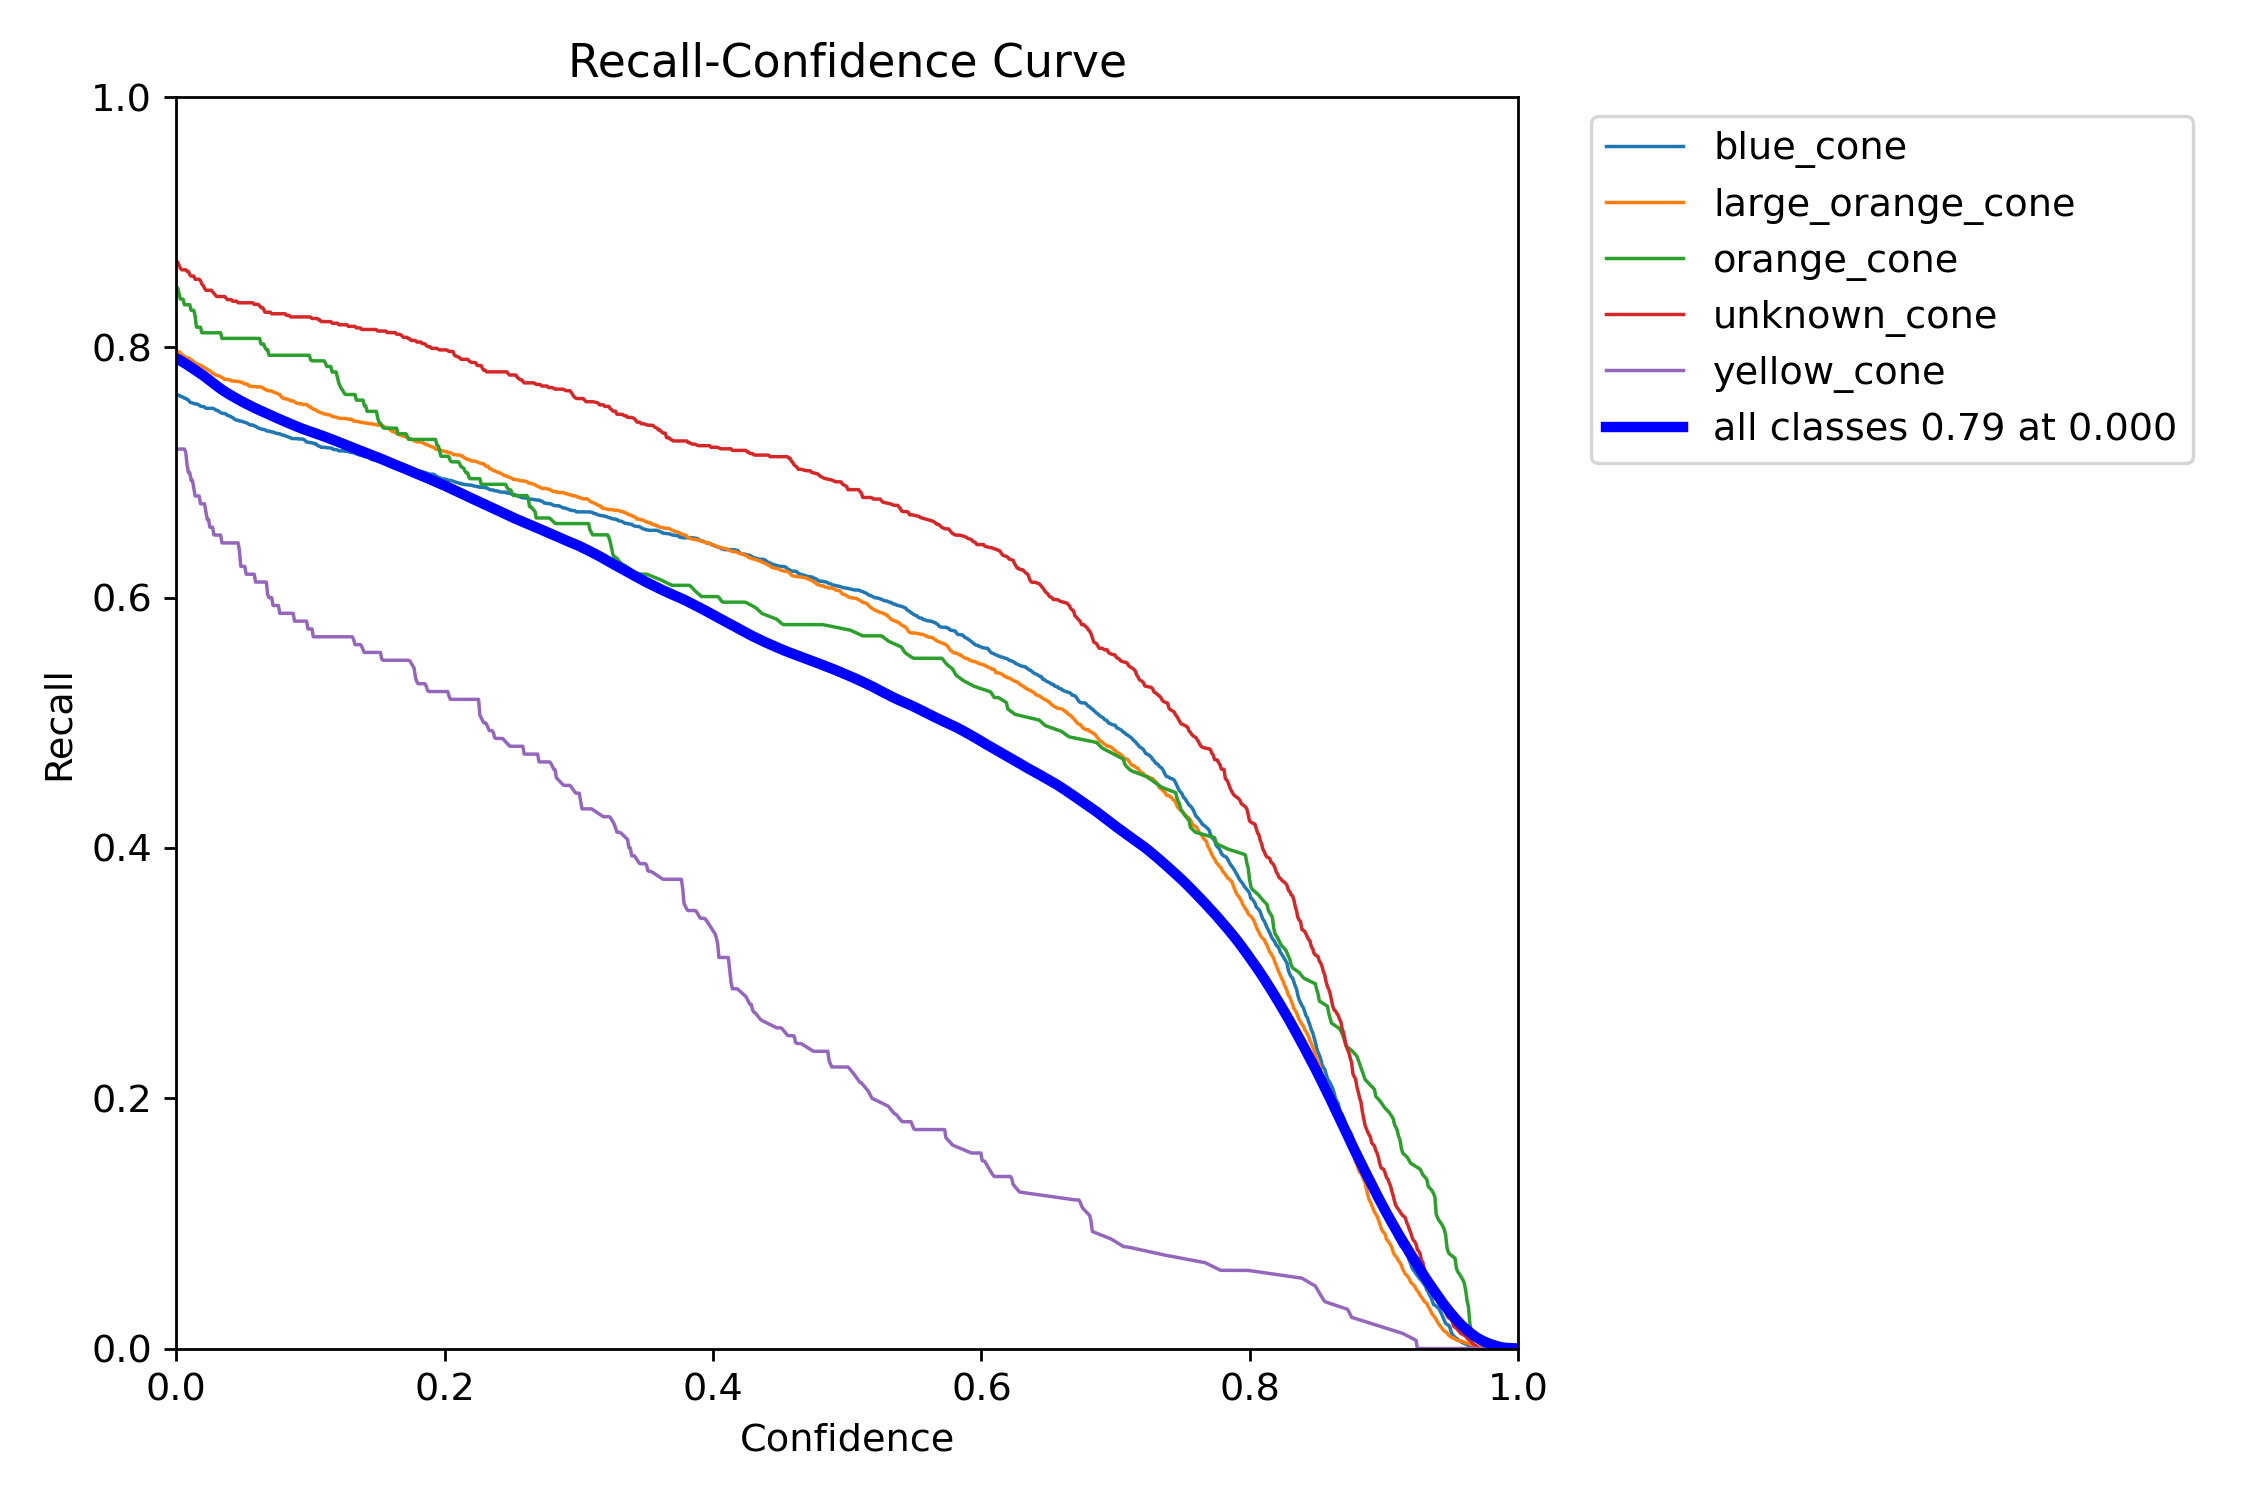 Recall-Confidence Curve
1.0
0.8
0.6
0.4
0.2
0.0
Recall
0.0 0.2 0.4 0.6 0.8 1.0
Confidence
blue_cone
large_orange_cone
orange_cone
unknown_cone
yellow_cone
all classes 0.79 at 0.000